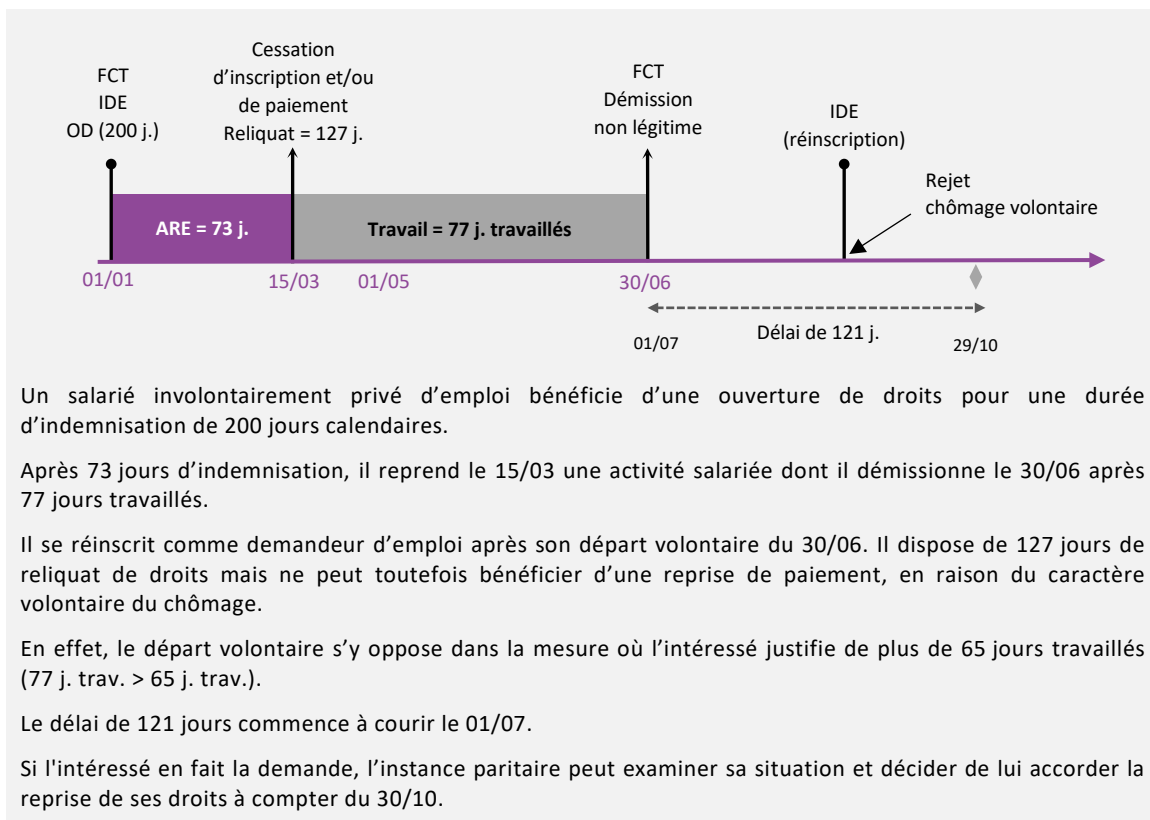 Cessation
d'inscription et/ou
de paiement
Reliquat = 127 j.
FCT
IDE
OD (200 j.)
FCT
Démission
non légitime
IDE
(réinscription)
Rejet
chômage volontaire
ARE = 73 j.
Travail = 77 j. travaillés
01/01
15/03
01/05
30/06
01/07
Délai de 121 j.
29/10
Un salarié involontairement privé d'emploi bénéficie d'une ouverture de droits pour une durée
d'indemnisation de 200 jours calendaires.
Après 73 jours d'indemnisation, il reprend le 15/03 une activité salariée dont il démissionne le 30/06 après
77 jours travaillés.
Il se réinscrit comme demandeur d'emploi après son départ volontaire du 30/06. Il dispose de 127 jours de
reliquat de droits mais ne peut toutefois bénéficier d'une reprise de paiement, en raison du caractère
volontaire du chômage.
En effet, le départ volontaire s'y oppose dans la mesure où l'intéressé justifie de plus de 65 jours travaillés
(77 j. trav. > 65 j. trav.).
Le délai de 121 jours commence à courir le 01/07.
Si l'intéressé en fait la demande, l'instance paritaire peut examiner sa situation et décider de lui accorder la
reprise de ses droits à compter du 30/10.